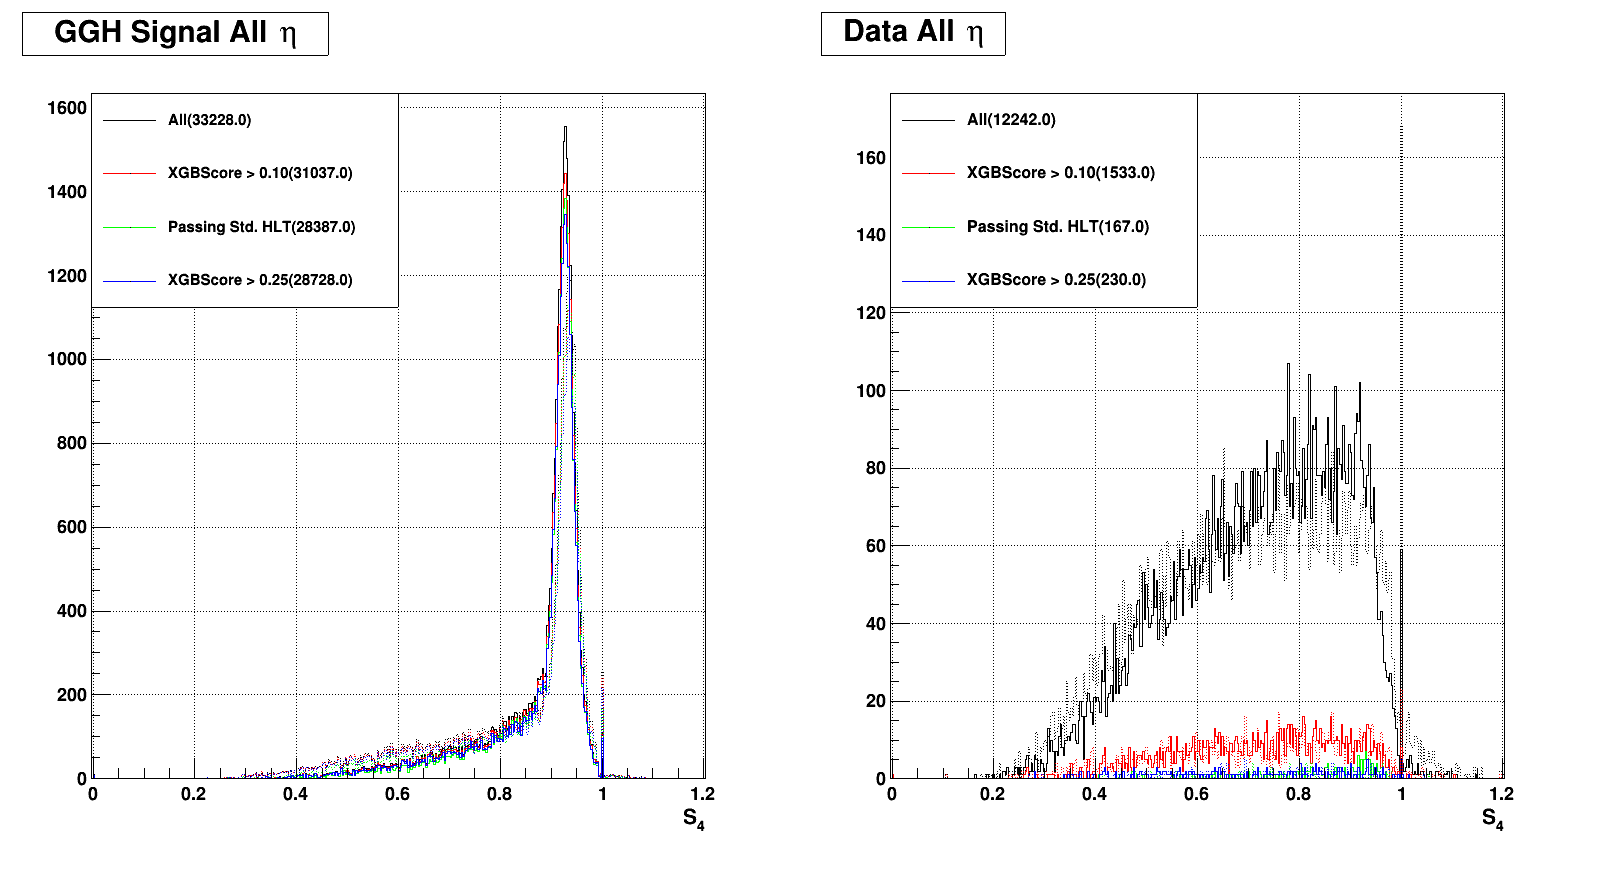 GGH Signal All η
1600
1400
1200
1000
800
600
400
200
0
All(33228.0)
XGBScore > 0.10(31037.0)
Passing Std. HLT(28387.0)
XGBScore > 0.25(28728.0)
0 0.2 0.4 0.6 0.8 1 1.2
S4
Data All η
160
140
120
100
80
60
40
20
0
All(12242.0)
XGBScore > 0.10(1533.0)
Passing Std. HLT(167.0)
XGBScore > 0.25(230.0)
0 0.2 0.4 0.6 0.8 1 1.2
S4